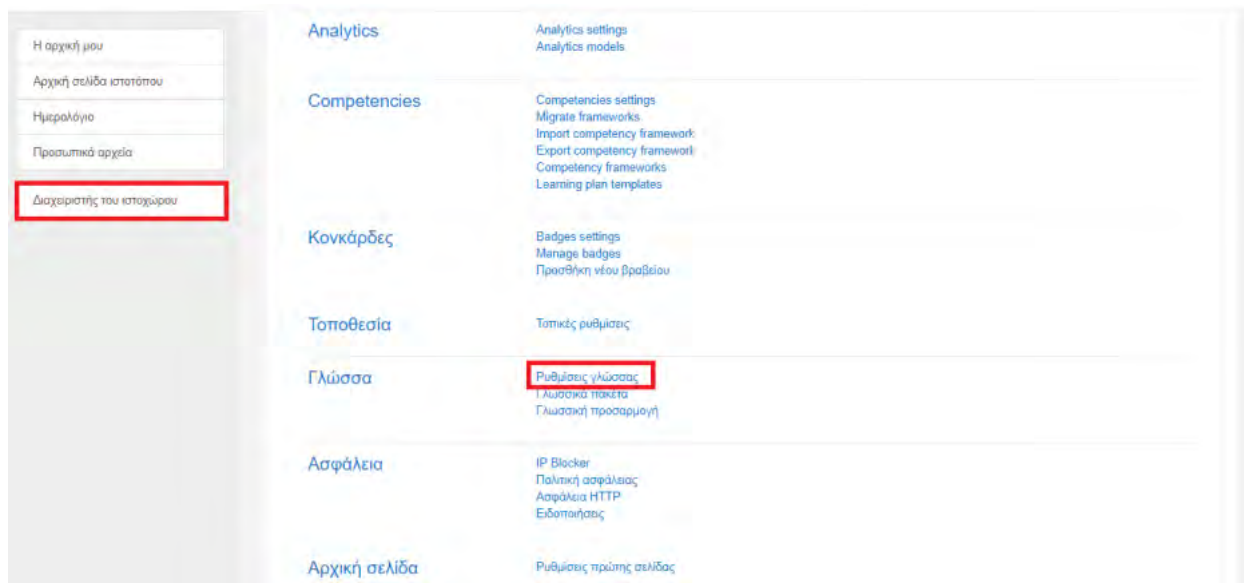 Η αρχική μου
Αρχική σελίδα ιστοτόπου
Ημερολόγιο
Προσωπικά αρχεία
Διαχειριστής του ιστοχώρου
Analytics
Analytics settings
Analytics models
Competencies
Competencies settings
Migrate frameworks
Import competency framework
Export competency framework
Competency frameworks
Learning plan templates
Κονκάρδες
Badges settings
Manage badges
Προσθήκη νέου βραβείου
Τοποθεσία
Τοπικές ρυθμίσεις
Γλώσσα
Ρυθμίσεις γλώσσας
Γλωσσικά πακέτα
Γλωσσική προσαρμογή
Ασφάλεια
IP Blocker
Πολιτική ασφάλειας
Ασφάλεια HTTP
Ειδοποιήσεις
Αρχική σελίδα
Ρυθμίσεις πρώτης σελίδας